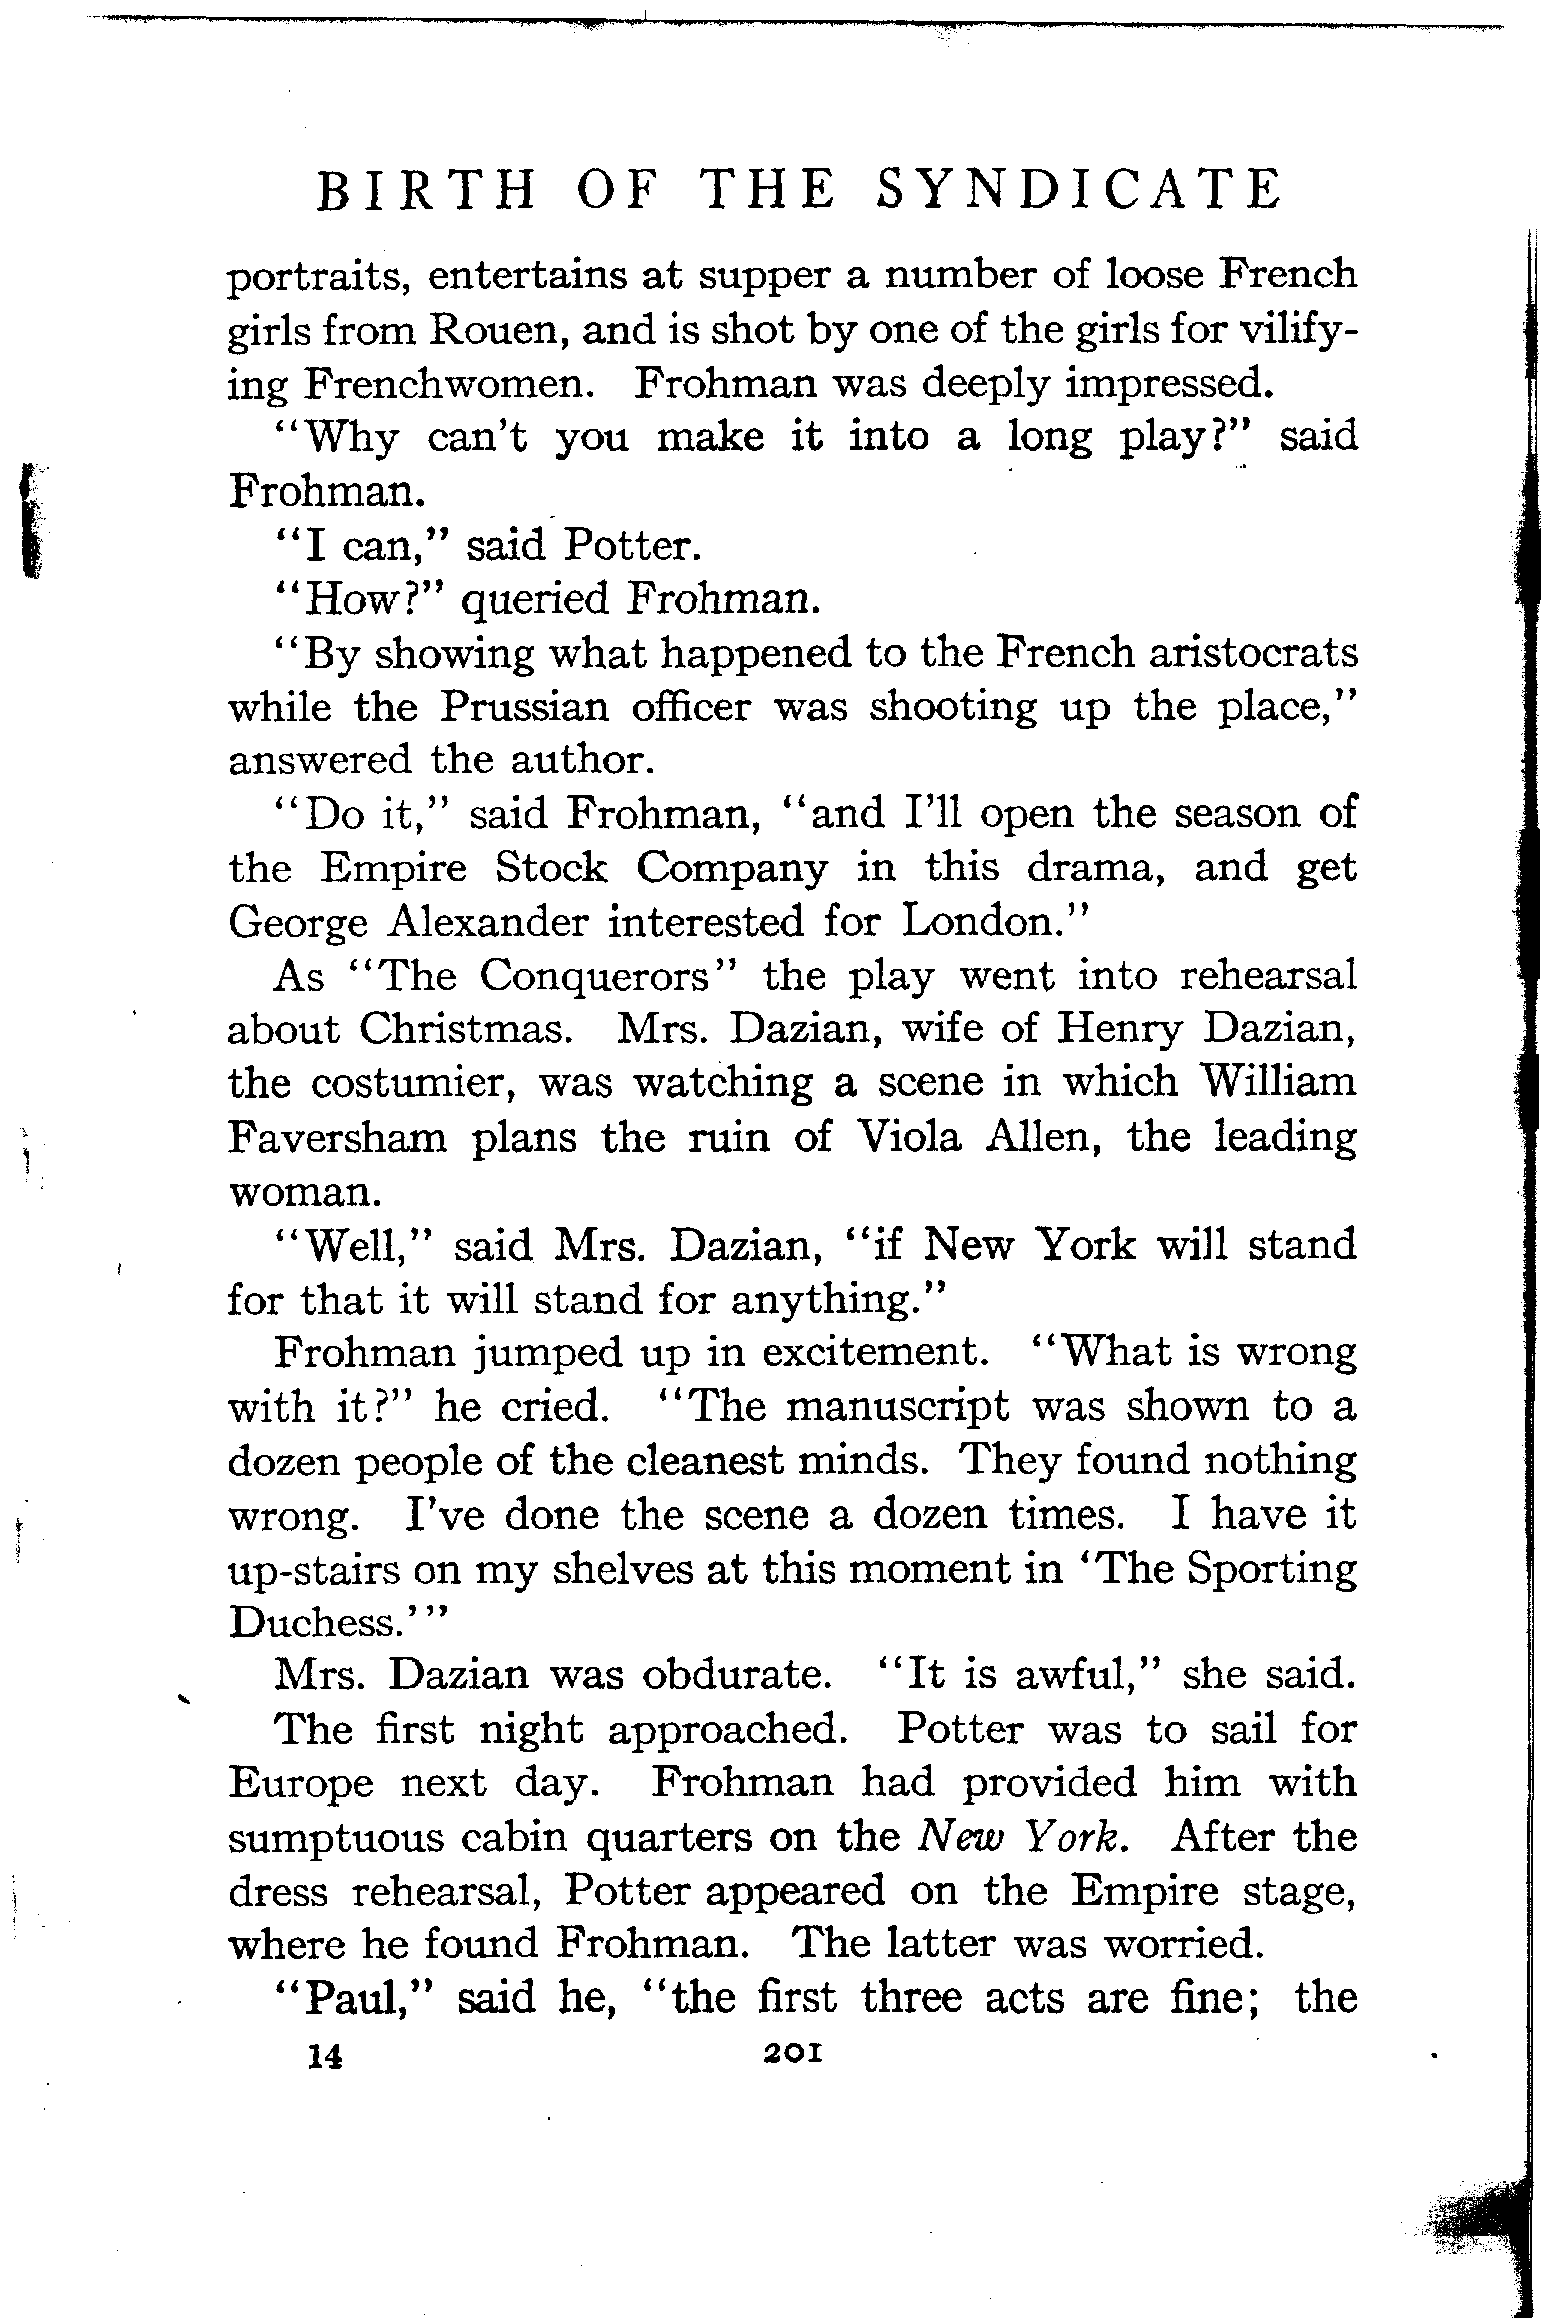 BIRTH OF THE SYNDICATE
portraits, entertains at supper a number of loose French
girls from Rouen, and is shot by one of the girls for vilify-
ing Frenchwomen. Frohman was deeply impressed.
"Why can't you make it into a long play?" said
Frohman.
"I can," said Potter.
"How?" queried Frohman.
"By showing what happened to the French aristocrats
while the Prussian officer was shooting up the place,"
answered the author.
"Do it," said Frohman, "and I'll open the season of
the Empire Stock Company in this drama, and get
George Alexander interested for London."
As "The Conquerors" the play went into rehearsal
about Christmas. Mrs. Dazian, wife of Henry Dazian,
the costumier, was watching a scene in which William
Faversham plans the ruin of Viola Allen, the leading
woman.
"Well," said Mrs. Dazian, "if New York will stand
for that it will stand for anything."
Frohman jumped up in excitement. "What is wrong
with it?" he cried. "The manuscript was shown to a
dozen people of the cleanest minds. They found nothing
wrong. I've done the scene a dozen times. I have it
up-stairs on my shelves at this moment in 'The Sporting
Duchess.'"
Mrs. Dazian was obdurate. "It is awful," she said.
The first night approached. Potter was to sail for
Europe next day. Frohman had provided him with
sumptuous cabin quarters on the New York. After the
dress rehearsal, Potter appeared on the Empire stage,
where he found Frohman. The latter was worried.
"Paul," said he, "the first three acts are fine; the
14 201